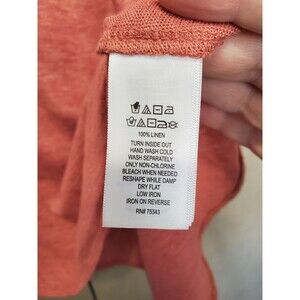 100% LINEN
TURN INSIDE OUT
HAND WASH COLD
WASH SEPARATELY
ONLY NON-CHLORINE
BLEACH WHEN NEEDED
RESHAPE WHILE DAMP
DRY FLAT
LOW IRON
IRON ON REVERSE
RN# 75343